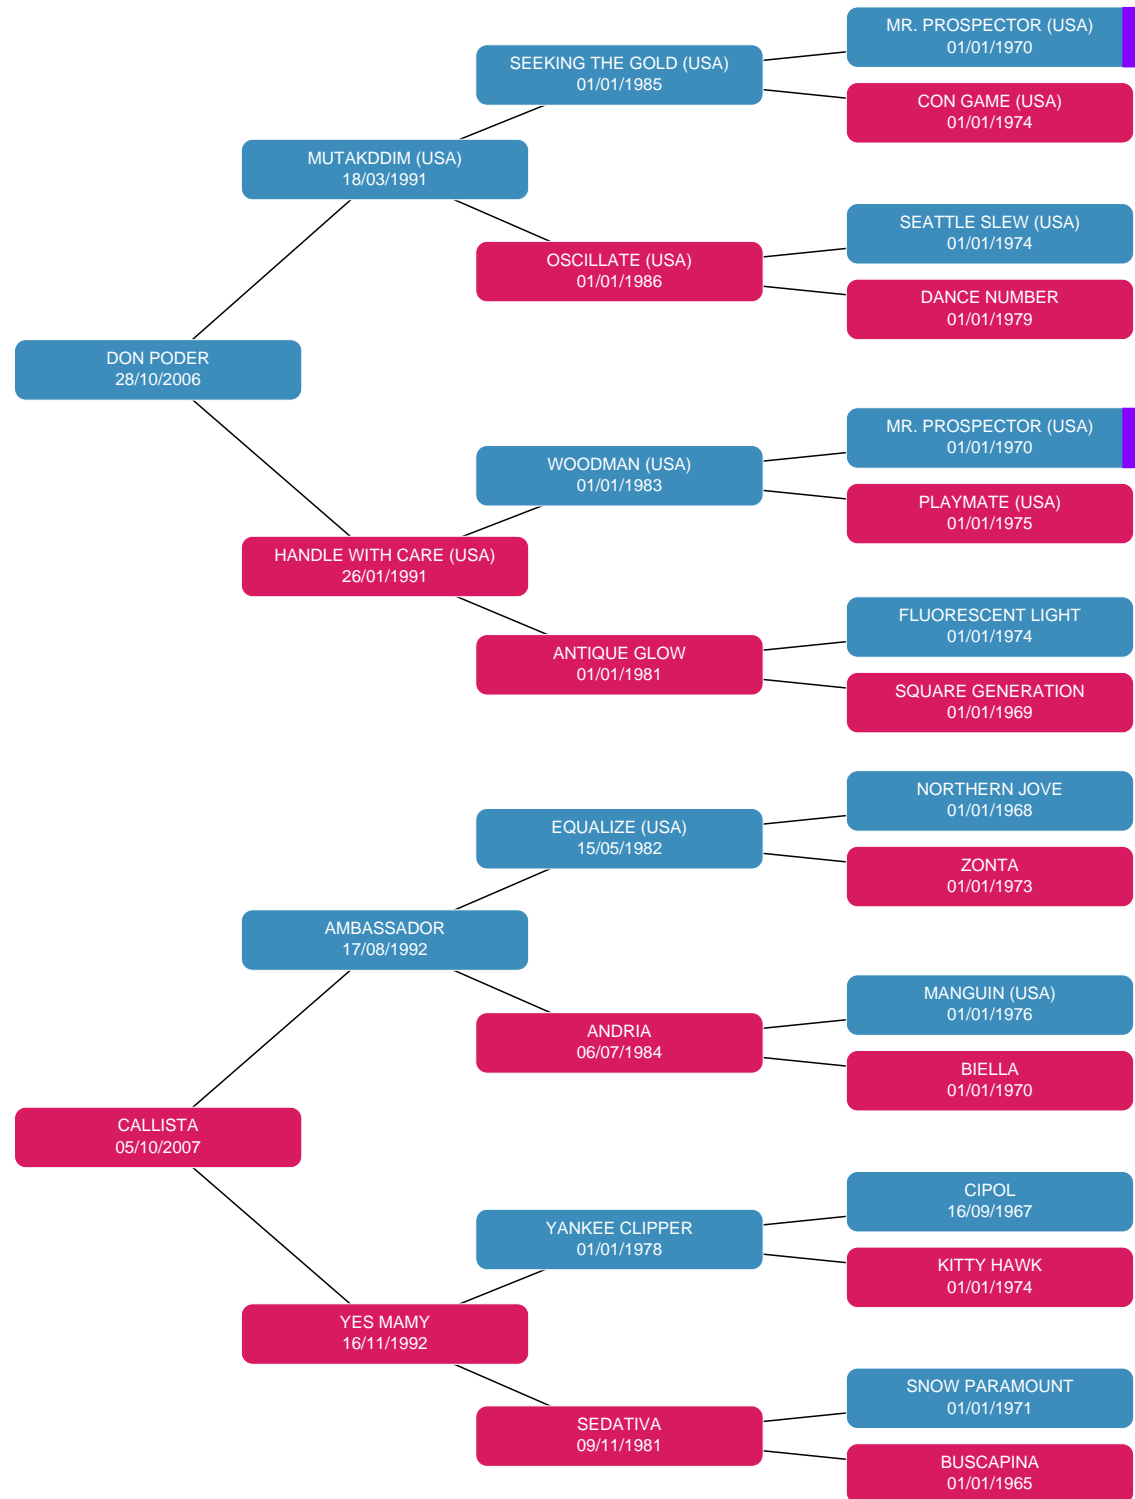 MR. PROSPECTOR (USA)
01/01/1970
SEEKING THE GOLD (USA)
01/01/1985
CON GAME (USA)
01/01/1974
MUTAKDDIM (USA)
18/03/1991
SEATTLE SLEW (USA)
01/01/1974
OSCILLATE (USA)
01/01/1986
DANCE NUMBER
01/01/1979
DON PODER
28/10/2006
MR. PROSPECTOR (USA)
01/01/1970
WOODMAN (USA)
01/01/1983
PLAYMATE (USA)
01/01/1975
HANDLE WITH CARE (USA)
26/01/1991
FLUORESCENT LIGHT
01/01/1974
ANTIQUE GLOW
01/01/1981
SQUARE GENERATION
01/01/1969
NORTHERN JOVE
01/01/1968
EQUALIZE (USA)
15/05/1982
ZONTA
01/01/1973
AMBASSADOR
17/08/1992
MANGUIN (USA)
01/01/1976
ANDRIA
06/07/1984
BIELLA
01/01/1970
CALLISTA
05/10/2007
CIPOL
16/09/1967
YANKEE CLIPPER
01/01/1978
KITTY HAWK
01/01/1974
YES MAMY
16/11/1992
SNOW PARAMOUNT
01/01/1971
SEDATIVA
09/11/1981
BUSCAPINA
01/01/1965